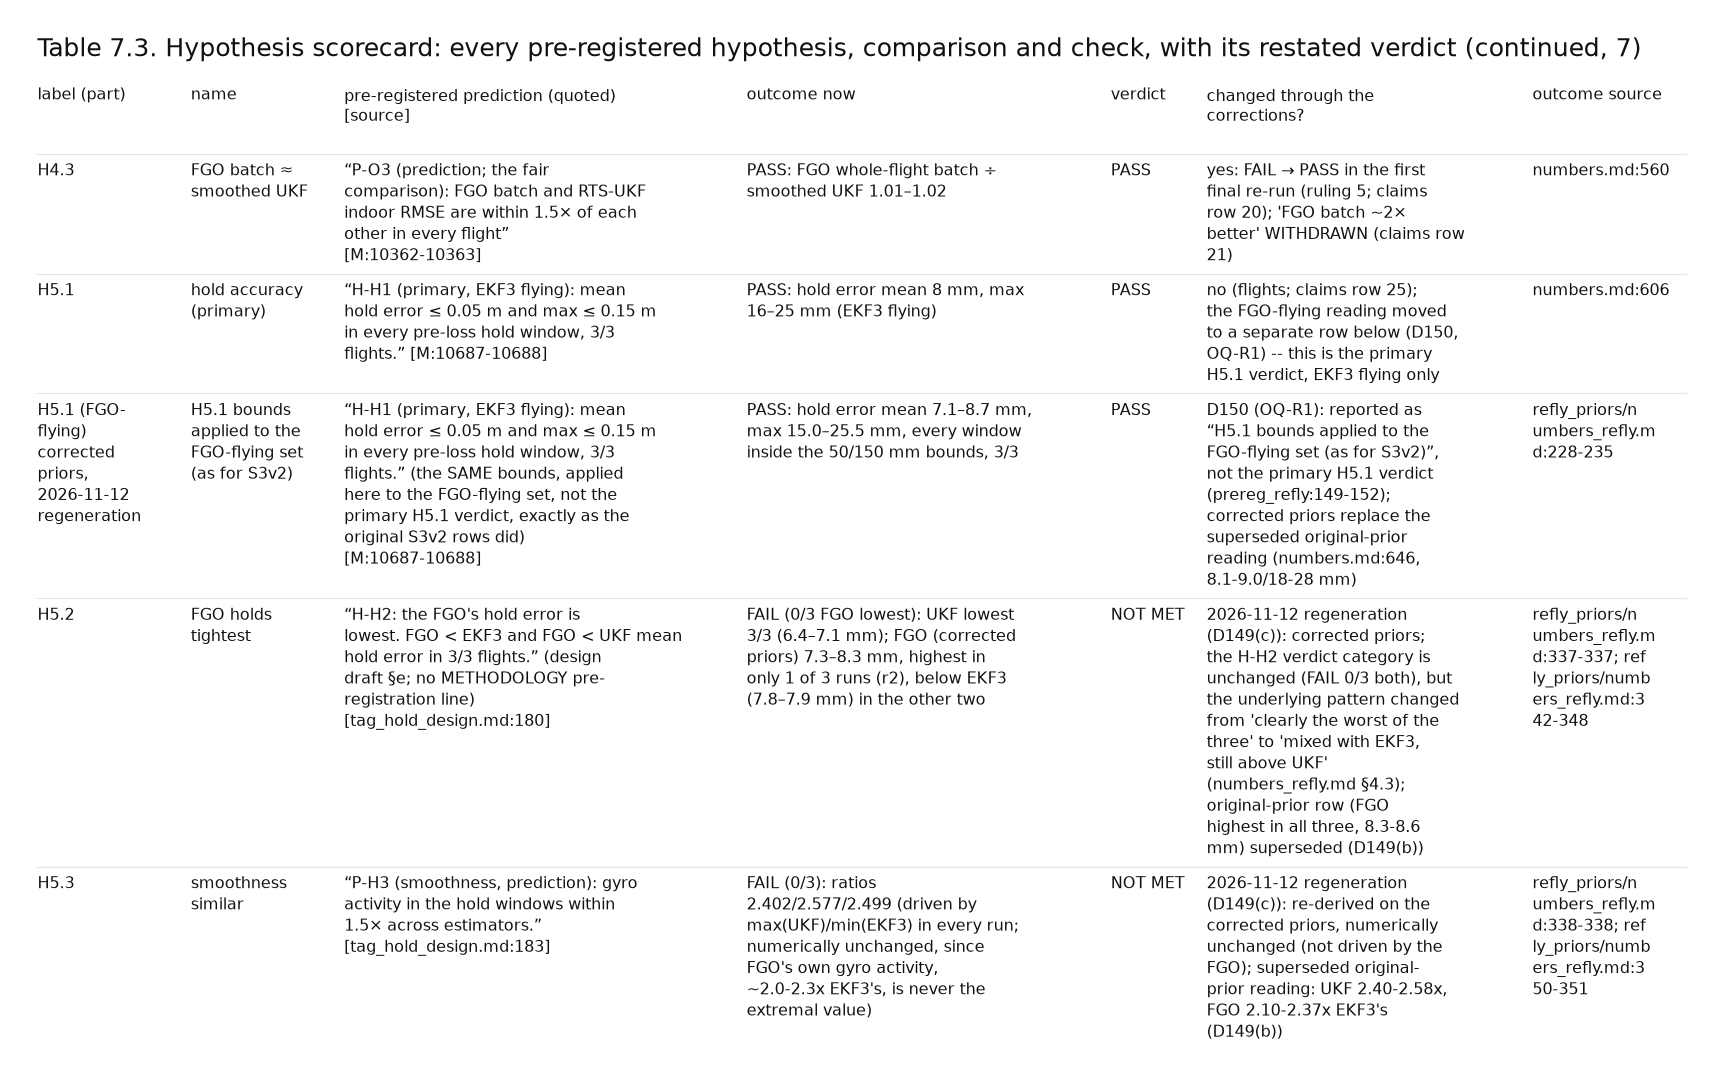 Table 7.3. Hypothesis scorecard: every pre-registered hypothesis, comparison and check, with its restated verdict (continued, 7)
label (part)
name
pre-registered prediction (quoted)
[source]
outcome now
verdict
changed through the
corrections?
outcome source
H4.3
FGO batch ≈
smoothed UKF
“P-O3 (prediction; the fair
comparison): FGO batch and RTS-UKF
indoor RMSE are within 1.5× of each
other in every flight”
[M:10362-10363]
PASS: FGO whole-flight batch ÷
smoothed UKF 1.01–1.02
PASS
yes: FAIL → PASS in the first
final re-run (ruling 5; claims
row 20); 'FGO batch ~2×
better' WITHDRAWN (claims row
21)
numbers.md:560
H5.1
hold accuracy
(primary)
“H-H1 (primary, EKF3 flying): mean
hold error ≤ 0.05 m and max ≤ 0.15 m
in every pre-loss hold window, 3/3
flights.” [M:10687-10688]
PASS: hold error mean 8 mm, max
16–25 mm (EKF3 flying)
PASS
no (flights; claims row 25);
the FGO-flying reading moved
to a separate row below (D150,
OQ-R1) -- this is the primary
H5.1 verdict, EKF3 flying only
numbers.md:606
H5.1 (FGO-
flying)
corrected
priors,
2026-11-12
regeneration
H5.1 bounds
applied to the
FGO-flying set
(as for S3v2)
“H-H1 (primary, EKF3 flying): mean
hold error ≤ 0.05 m and max ≤ 0.15 m
in every pre-loss hold window, 3/3
flights.” (the SAME bounds, applied
here to the FGO-flying set, not the
primary H5.1 verdict, exactly as the
original S3v2 rows did)
[M:10687-10688]
PASS: hold error mean 7.1–8.7 mm,
max 15.0–25.5 mm, every window
inside the 50/150 mm bounds, 3/3
PASS
D150 (OQ-R1): reported as
“H5.1 bounds applied to the
FGO-flying set (as for S3v2)”,
not the primary H5.1 verdict
(prereg_refly:149-152);
corrected priors replace the
superseded original-prior
reading (numbers.md:646,
8.1-9.0/18-28 mm)
refly_priors/n
umbers_refly.m
d:228-235
H5.2
FGO holds
tightest
“H-H2: the FGO's hold error is
lowest. FGO < EKF3 and FGO < UKF mean
hold error in 3/3 flights.” (design
draft §e; no METHODOLOGY pre-
registration line)
[tag_hold_design.md:180]
FAIL (0/3 FGO lowest): UKF lowest
3/3 (6.4–7.1 mm); FGO (corrected
priors) 7.3–8.3 mm, highest in
only 1 of 3 runs (r2), below EKF3
(7.8–7.9 mm) in the other two
NOT MET
2026-11-12 regeneration
(D149(c)): corrected priors;
the H-H2 verdict category is
unchanged (FAIL 0/3 both), but
the underlying pattern changed
from 'clearly the worst of the
three' to 'mixed with EKF3,
still above UKF'
(numbers_refly.md §4.3);
original-prior row (FGO
highest in all three, 8.3-8.6
mm) superseded (D149(b))
refly_priors/n
umbers_refly.m
d:337-337; ref
ly_priors/numb
ers_refly.md:3
42-348
H5.3
smoothness
similar
“P-H3 (smoothness, prediction): gyro
activity in the hold windows within
1.5× across estimators.”
[tag_hold_design.md:183]
FAIL (0/3): ratios
2.402/2.577/2.499 (driven by
max(UKF)/min(EKF3) in every run;
numerically unchanged, since
FGO's own gyro activity,
~2.0-2.3x EKF3's, is never the
extremal value)
NOT MET
2026-11-12 regeneration
(D149(c)): re-derived on the
corrected priors, numerically
unchanged (not driven by the
FGO); superseded original-
prior reading: UKF 2.40-2.58x,
FGO 2.10-2.37x EKF3's
(D149(b))
refly_priors/n
umbers_refly.m
d:338-338; ref
ly_priors/numb
ers_refly.md:3
50-351